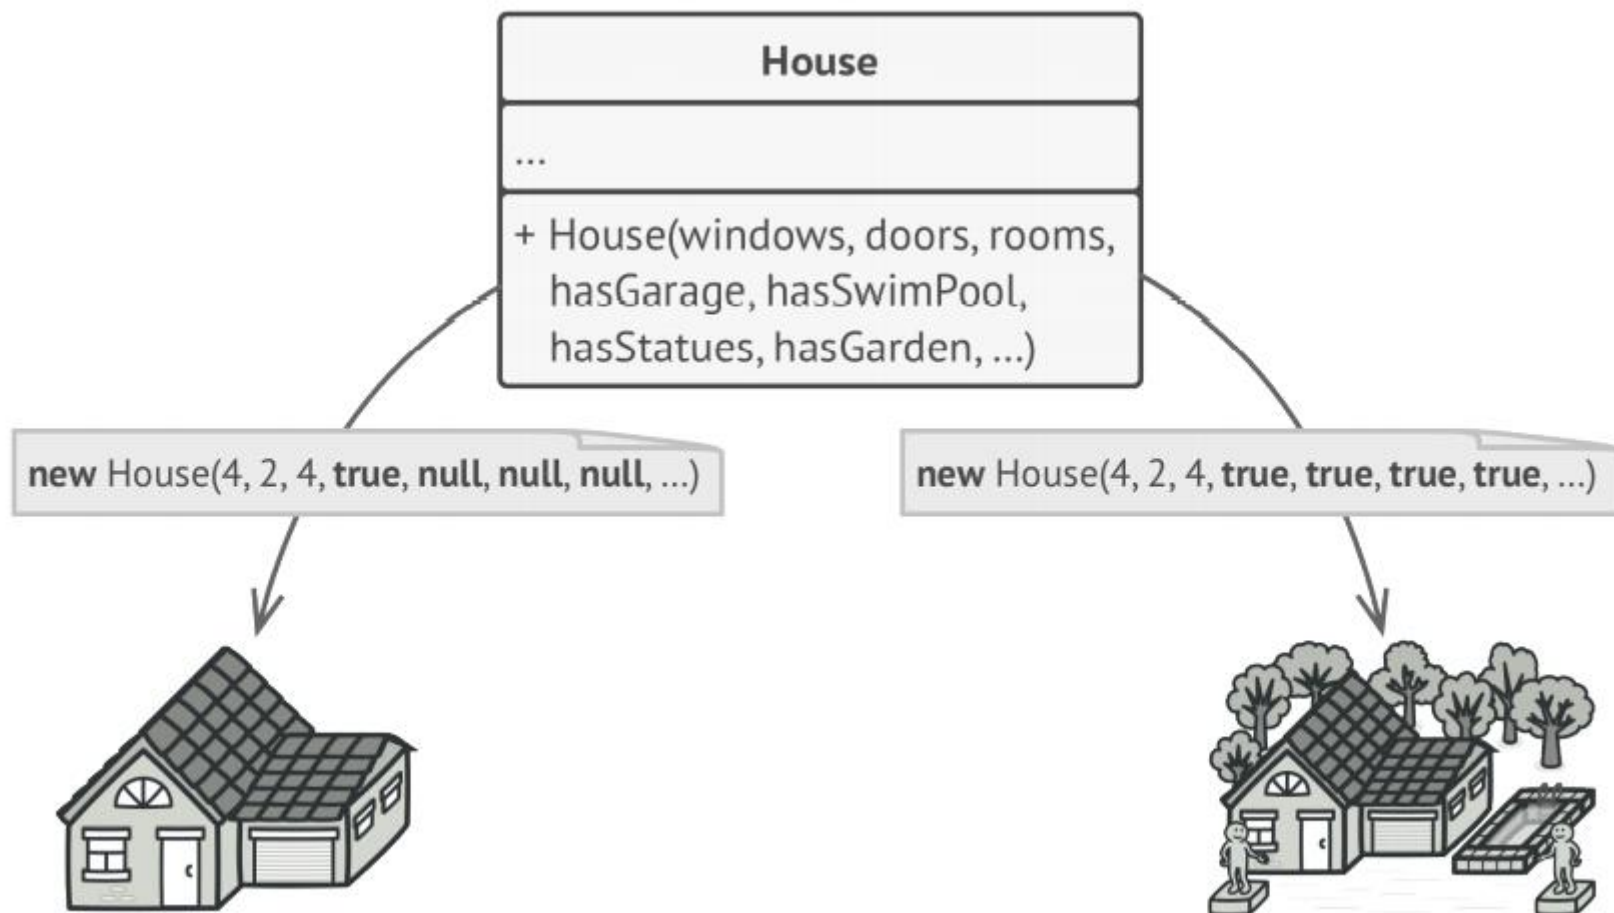 House
...
+ House(windows, doors, rooms,
hasGarage, hasSwimPool,
hasStatues, hasGarden, ...)
new House(4, 2, 4, true, null, null, null, ...)
new House(4, 2, 4, true, true, true, true, ...)